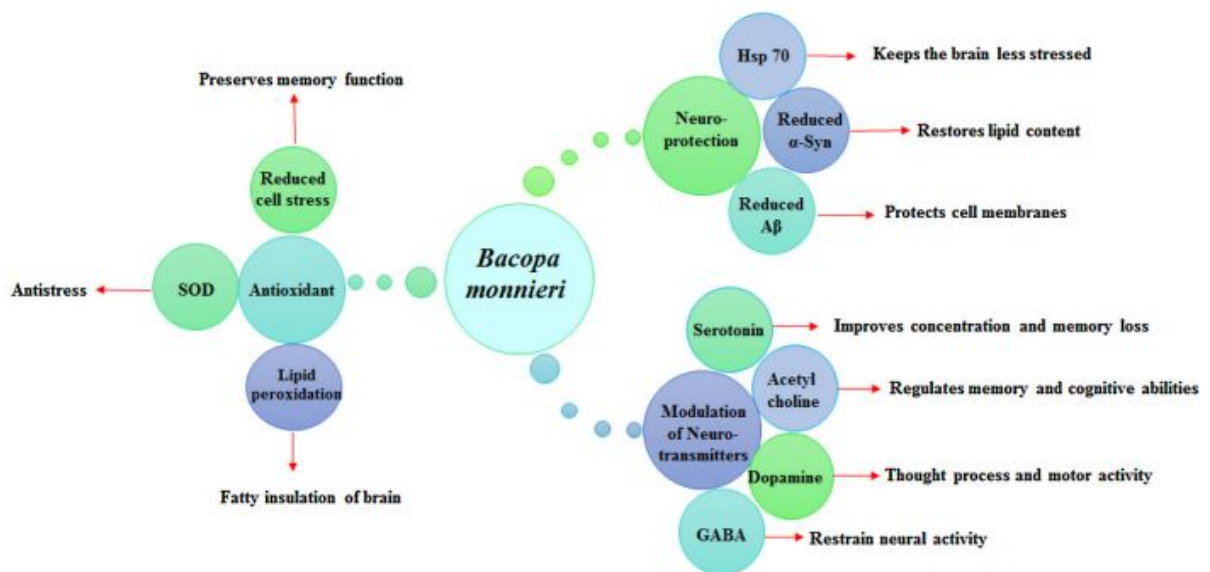 Preserves memory function
Reduced
cell stress
Antistress
SOD
Antioxidant
Lipid
peroxidation
Fatty insulation of brain
Bacopa
monnieri
Neuro-
protection
Hsp 70
Keeps the brain less stressed
Reduced
α-Syn
Restores lipid content
Reduced
Aβ
Protects cell membranes
Modulation
of Neuro-
transmitters
Serotonin
Improves concentration and memory loss
Acetyl
choline
Regulates memory and cognitive abilities
Dopamine
Thought process and motor activity
GABA
Restrain neural activity